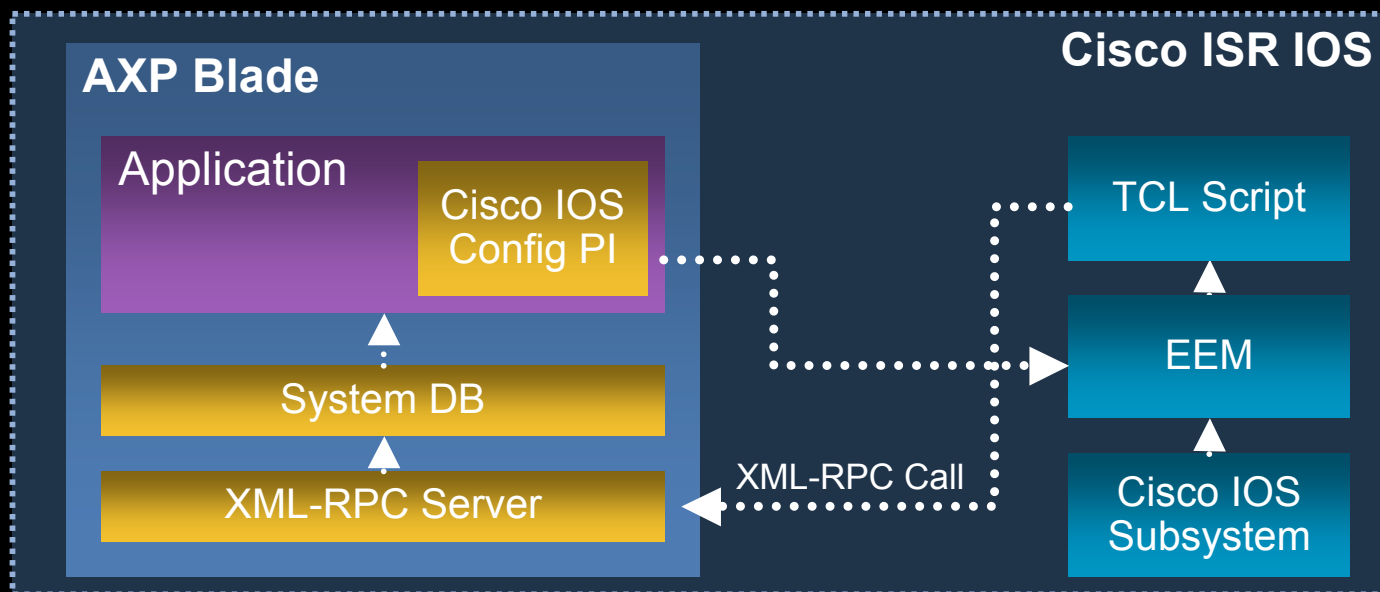 Cisco ISR IOS
AXP Blade
Application
Cisco IOS
Config PI
System DB
XML-RPC Server
XML-RPC Call
TCL Script
EEM
Cisco IOS
Subsystem